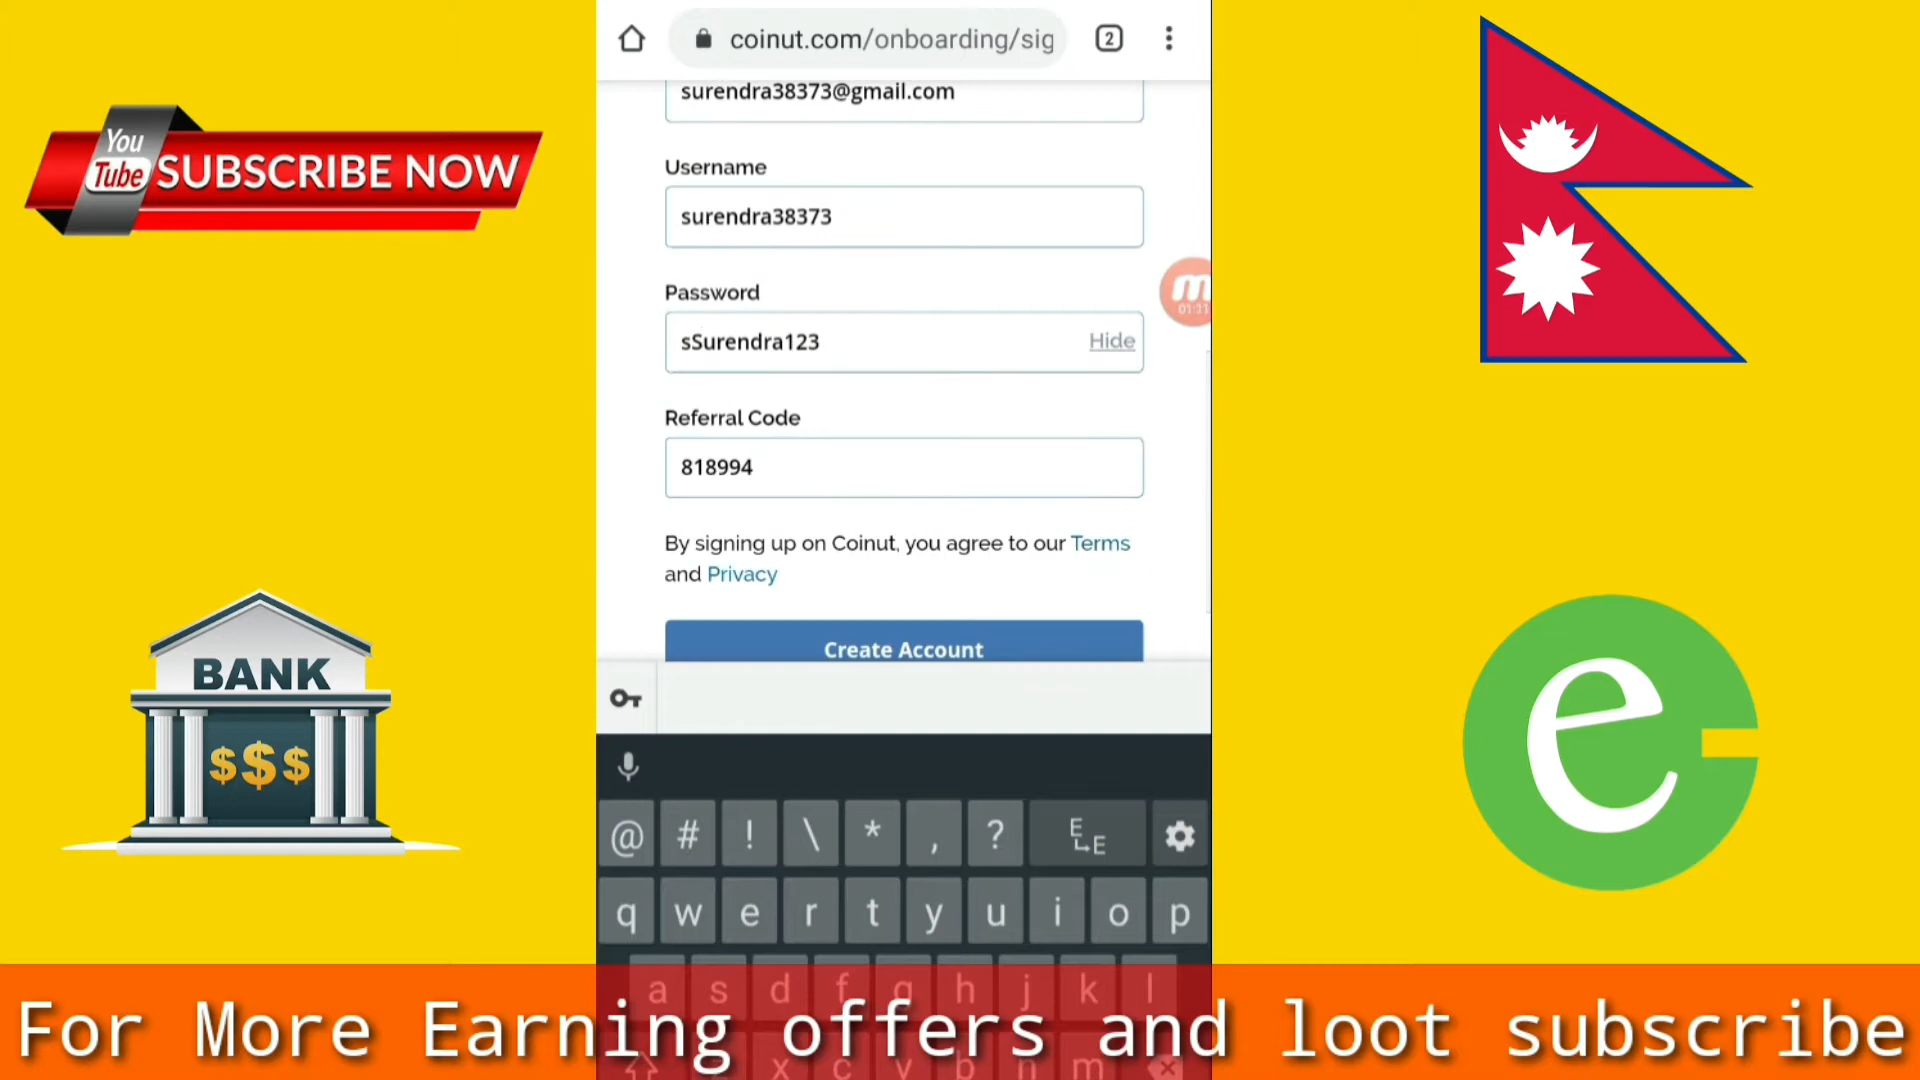 coinut.com/onboarding/sig
2
surendra38373@gmail.com
Username
surendra38373
Password
sSurendra123
Hide
01:11
Referral Code
818994
By signing up on Coinut, you agree to our Terms
and Privacy
Create Account
You
Tube
SUBSCRIBE NOW
BANK
$$$
e
@ # ! \ * , ? E E
q w e r t y u i o p
a s d f g h j k l
x c v b n m
For More Earning offers and loot subscribe